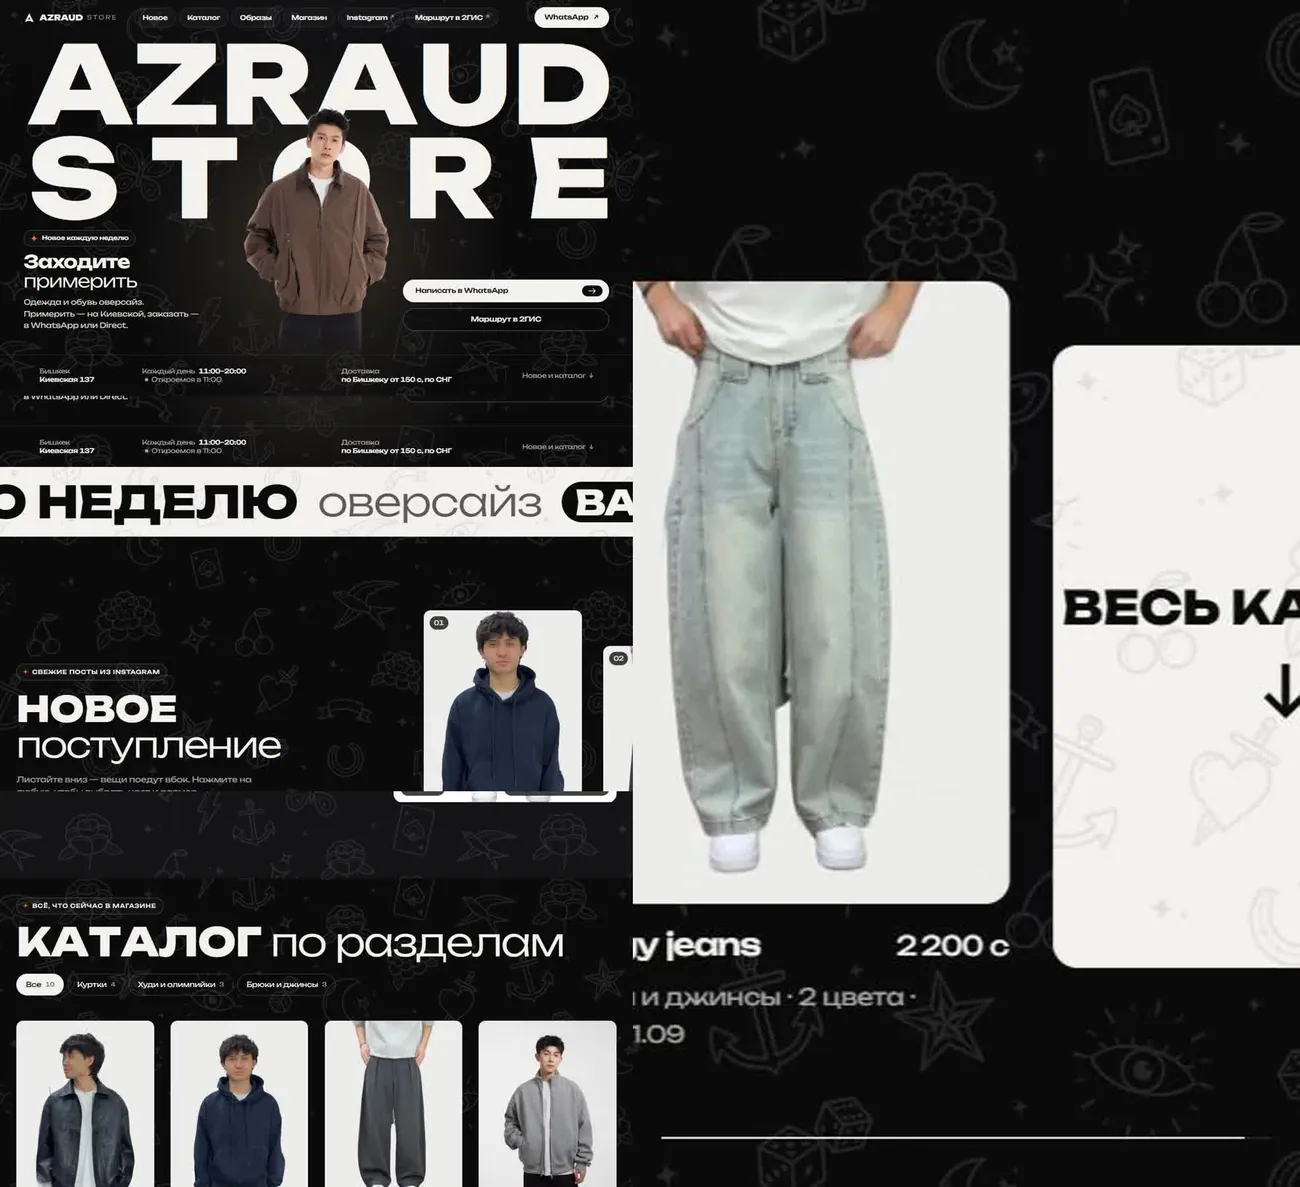 AZRAUD STORE
Новое
Каталог
Образы
Магазин
Instagram
Маршрут в 2ГИС
WhatsApp ↗
AZRAUD
STORE
Новое каждую неделю
Заходите
примерить
Одежда и обувь оверсайз.
Примерить — на Киевской, заказать —
в WhatsApp или Direct.
Написать в WhatsApp →
Маршрут в 2ГИС
Бишкек
Киевская 137
Каждый день 11:00–20:00
Откроемся в 11:00
Доставка
по Бишкеку от 150 с, по СНГ
Новое и каталог ↓
в WhatsApp или Direct.
Бишкек
Киевская 137
Каждый день 11:00–20:00
Откроемся в 11:00
Доставка
по Бишкеку от 150 с, по СНГ
Новое и каталог ↓
Ю НЕДЕЛЮ оверсайз ВА
СВЕЖИЕ ПОСТЫ ИЗ INSTAGRAM
НОВОЕ
поступление
Листайте вниз — вещи поедут вбок. Нажмите на
01
02
ВСЁ, ЧТО СЕЙЧАС В МАГАЗИНЕ
КАТАЛОГ по разделам
Все 10
Куртки 4
Худи и олимпийки 3
Брюки и джинсы 3
gy jeans
2 200 с
и джинсы · 2 цвета ·
1.09
ВЕСЬ КА
↓